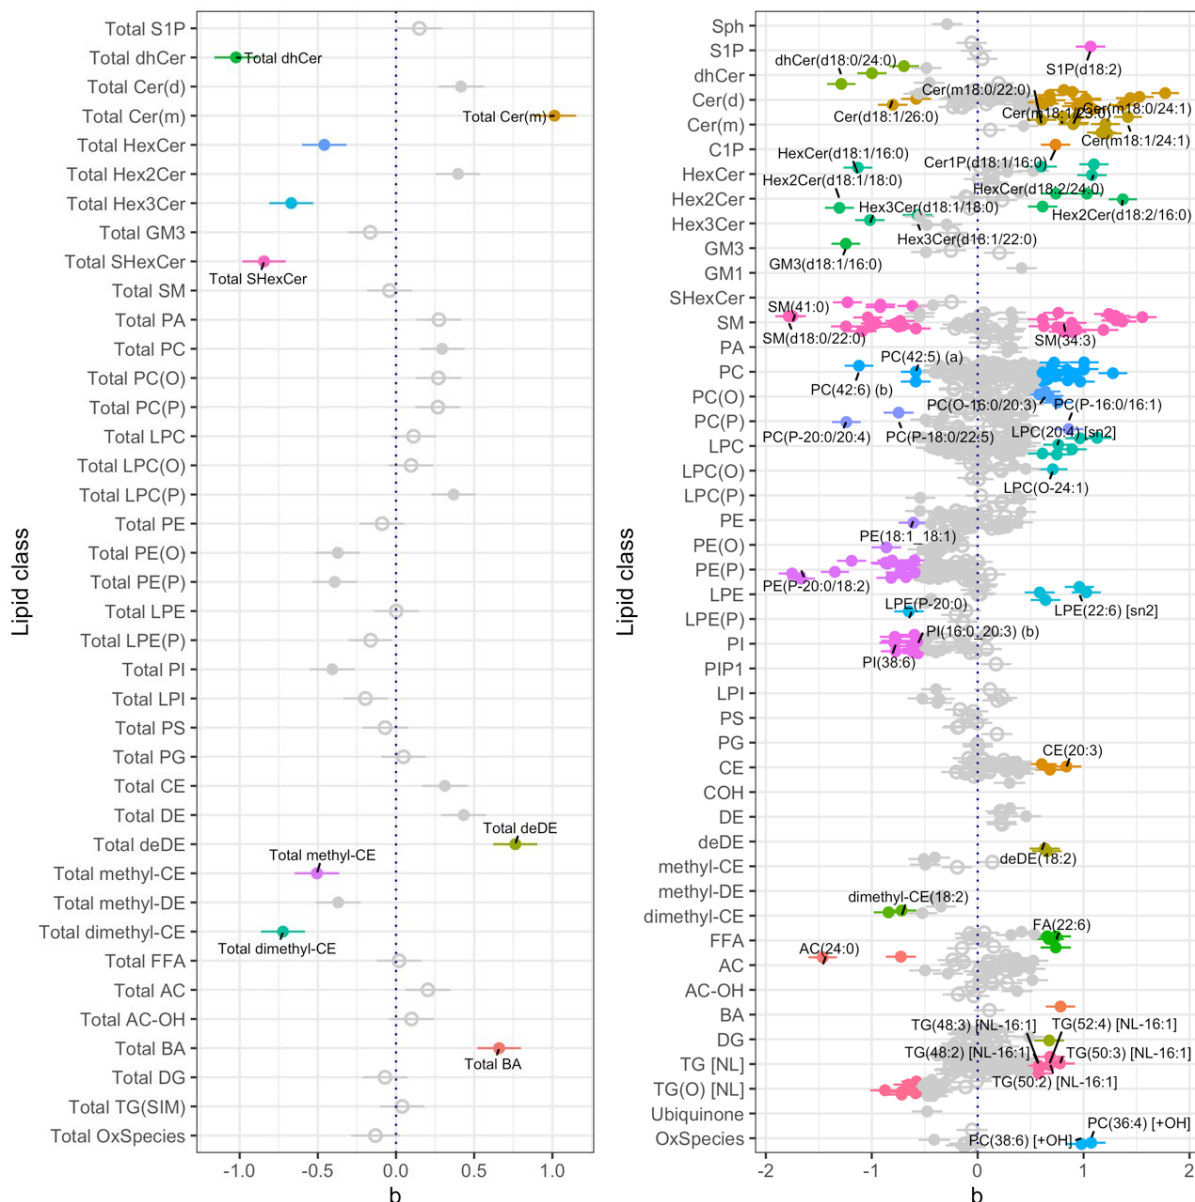 Lipid class
Total S1P
Total dhCer
Total Cer(d)
Total Cer(m)
Total HexCer
Total Hex2Cer
Total Hex3Cer
Total GM3
Total SHexCer
Total SM
Total PA
Total PC
Total PC(O)
Total PC(P)
Total LPC
Total LPC(O)
Total LPC(P)
Total PE
Total PE(O)
Total PE(P)
Total LPE
Total LPE(P)
Total PI
Total LPI
Total PS
Total PG
Total CE
Total DE
Total deDE
Total methyl-CE
Total methyl-DE
Total dimethyl-CE
Total FFA
Total AC
Total AC-OH
Total BA
Total DG
Total TG(SIM)
Total OxSpecies
Total dhCer
Total Cer(m)
Total SHexCer
Total deDE
Total methyl-CE
Total dimethyl-CE
Total BA
-1.0 -0.5 0.0 0.5 1.0
b
Lipid class
Sph
S1P
dhCer
Cer(d)
Cer(m)
C1P
HexCer
Hex2Cer
Hex3Cer
GM3
GM1
SHexCer
SM
PA
PC
PC(O)
PC(P)
LPC
LPC(O)
LPC(P)
PE
PE(O)
PE(P)
LPE
LPE(P)
PI
PIP1
LPI
PS
PG
CE
COH
DE
deDE
methyl-CE
methyl-DE
dimethyl-CE
FFA
AC
AC-OH
BA
DG
TG [NL]
TG(O) [NL]
Ubiquinone
OxSpecies
dhCer(d18:0/24:0)
S1P(d18:2)
Cer(m18:0/22:0)
Cer(d18:1/26:0)
Cer(m18:1/23:0)
Cer(m18:0/24:1)
Cer(m18:1/24:1)
HexCer(d18:1/16:0)
Cer1P(d18:1/16:0)
Hex2Cer(d18:1/18:0)
HexCer(d18:2/24:0)
Hex3Cer(d18:1/18:0)
Hex2Cer(d18:2/16:0)
Hex3Cer(d18:1/22:0)
GM3(d18:1/16:0)
SM(41:0)
SM(d18:0/22:0)
SM(34:3)
PC(42:5) (a)
PC(42:6) (b)
PC(O-16:0/20:3)
PC(P-16:0/16:1)
PC(P-20:0/20:4)
PC(P-18:0/22:5)
LPC(20:4) [sn2]
LPC(O-24:1)
PE(18:1_18:1)
PE(P-20:0/18:2)
LPE(P-20:0)
LPE(22:6) [sn2]
PI(16:0_20:3) (b)
PI(38:6)
CE(20:3)
deDE(18:2)
dimethyl-CE(18:2)
FA(22:6)
AC(24:0)
TG(48:3) [NL-16:1]
TG(52:4) [NL-16:1]
TG(48:2) [NL-16:1]
TG(50:3) [NL-16:1]
TG(50:2) [NL-16:1]
PC(36:4) [+OH]
PC(38:6) [+OH]
-2 -1 0 1 2
b